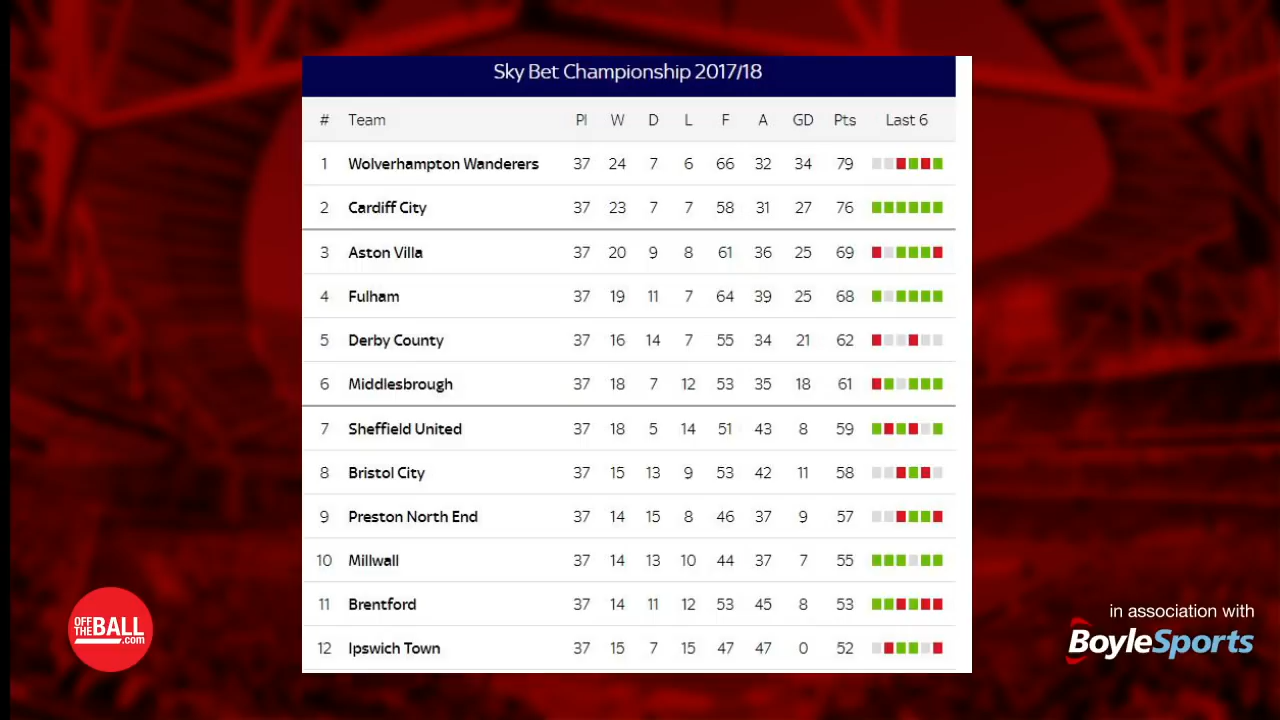 Sky Bet Championship 2017/18
# Team Pl W D L F A GD Pts Last 6
1 Wolverhampton Wanderers 37 24 7 6 66 32 34 79
2 Cardiff City 37 23 7 7 58 31 27 76
3 Aston Villa 37 20 9 8 61 36 25 69
4 Fulham 37 19 11 7 64 39 25 68
5 Derby County 37 16 14 7 55 34 21 62
6 Middlesbrough 37 18 7 12 53 35 18 61
7 Sheffield United 37 18 5 14 51 43 8 59
8 Bristol City 37 15 13 9 53 42 11 58
9 Preston North End 37 14 15 8 46 37 9 57
10 Millwall 37 14 13 10 44 37 7 55
11 Brentford 37 14 11 12 53 45 8 53
12 Ipswich Town 37 15 7 15 47 47 0 52
OFF
THE BALL
.com
in association with
BoyleSports